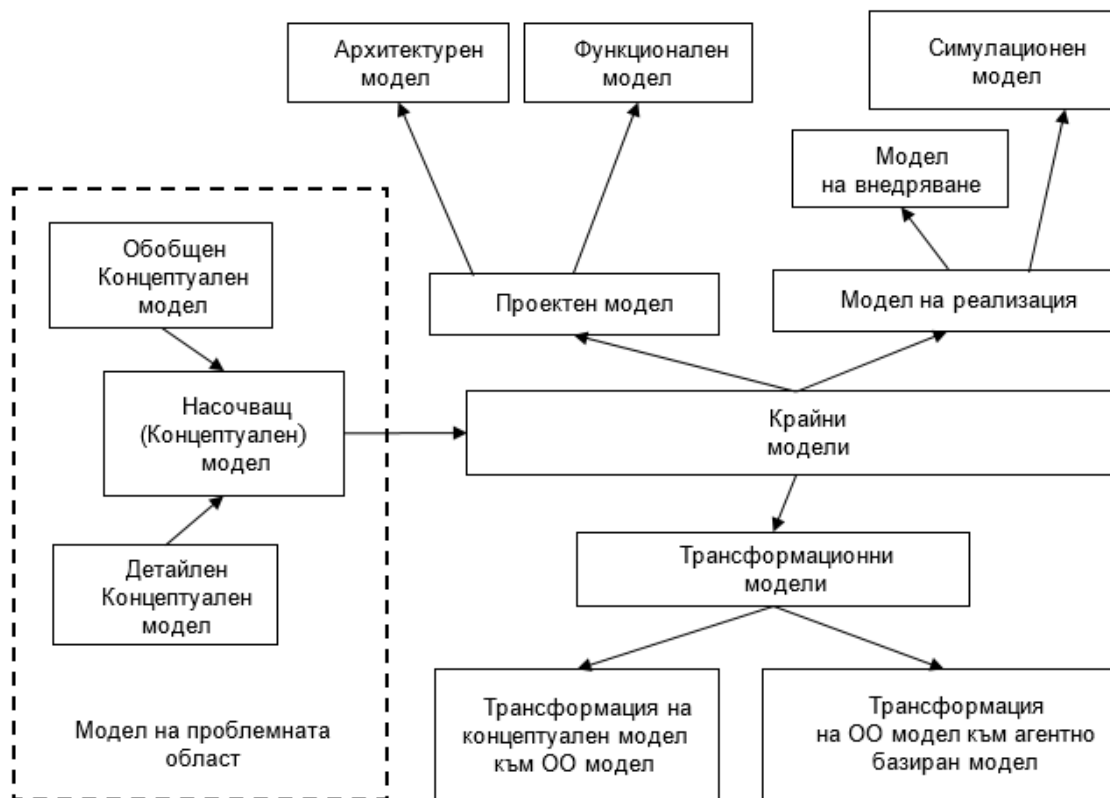 Архитектурен
модел
Функционален
модел
Симулационен
модел
Модел
на внедряване
Обобщен
Концептуален
модел
Проектен модел
Модел на реализация
Насочващ
(Концептуален)
модел
Крайни
модели
Детайлен
Концептуален
модел
Трансформационни
модели
Модел на проблемната
област
Трансформация на
концептуален модел
към ОО модел
Трансформация
на ОО модел към агентно
базиран модел